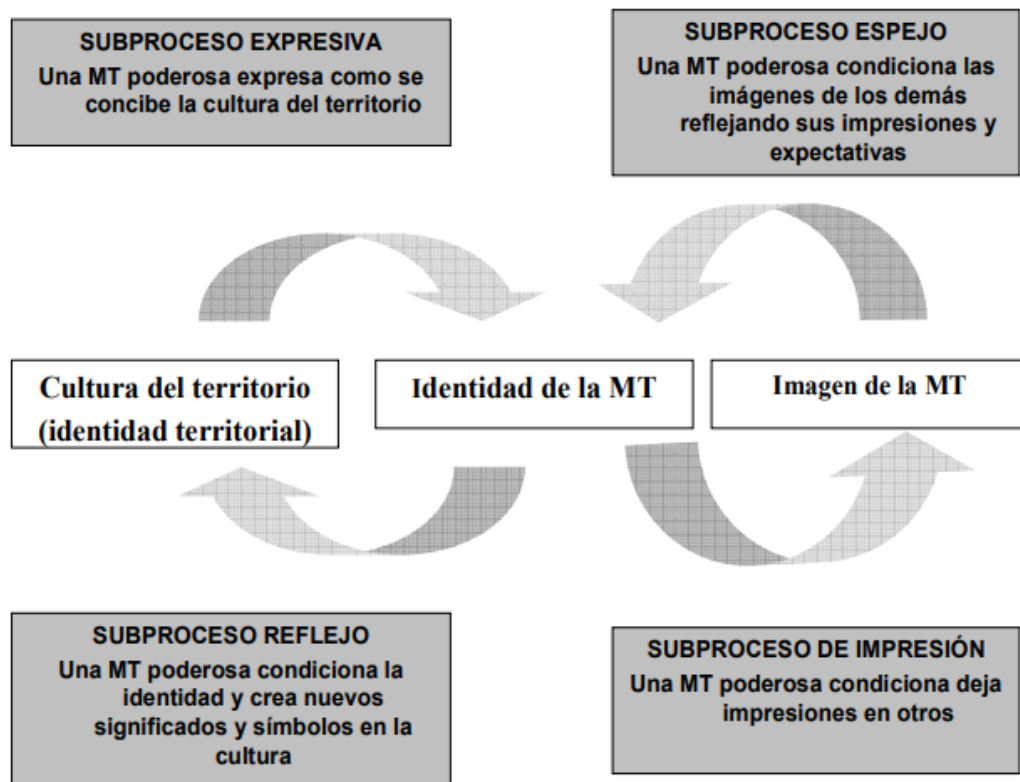 SUBPROCESO EXPRESIVA
Una MT poderosa expresa como se
concibe la cultura del territorio
SUBPROCESO ESPEJO
Una MT poderosa condiciona las
imágenes de los demás
reflejando sus impresiones y
expectativas
Cultura del territorio
(identidad territorial)
Identidad de la MT
Imagen de la MT
SUBPROCESO REFLEJO
Una MT poderosa condiciona la
identidad y crea nuevos
significados y símbolos en la
cultura
SUBPROCESO DE IMPRESIÓN
Una MT poderosa condiciona deja
impresiones en otros